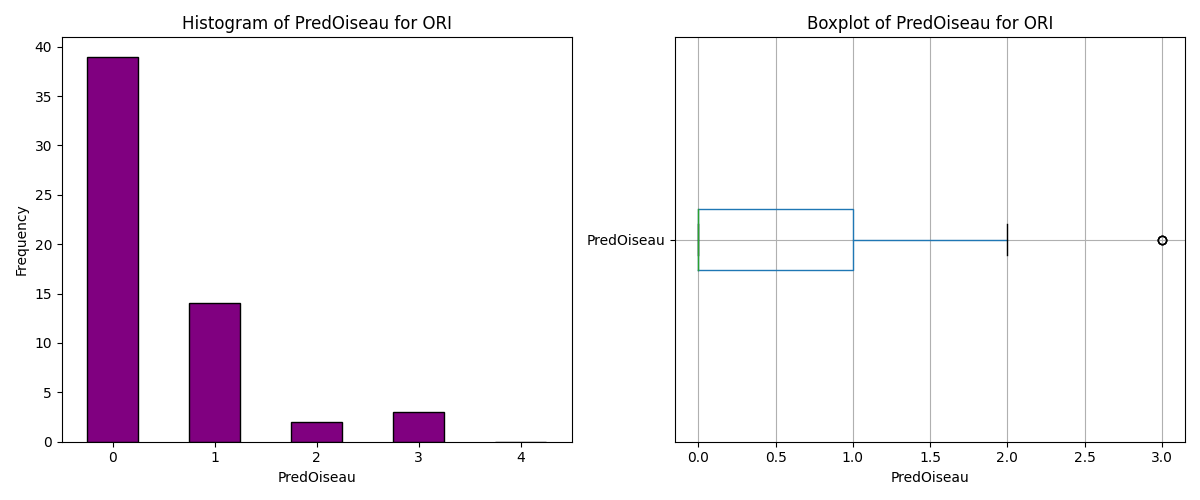 Histogram of PredOiseau for ORI
Frequency
40
35
30
25
20
15
10
5
0
0 1 2 3 4
PredOiseau
Boxplot of PredOiseau for ORI
PredOiseau
0.0 0.5 1.0 1.5 2.0 2.5 3.0
PredOiseau